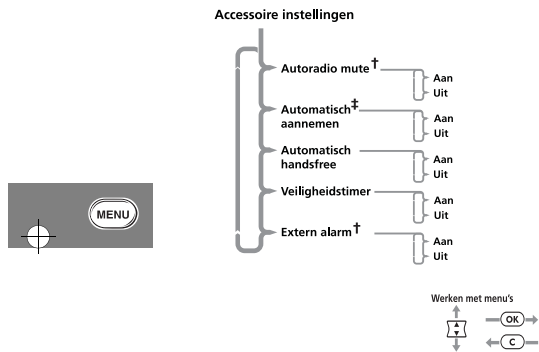 Accessoire instellingen
Autoradio mute†
Aan
Uit
Automatisch‡
aannemen
Aan
Uit
Automatisch
handsfree
Aan
Uit
Veiligheidstimer
Aan
Uit
Extern alarm†
Aan
Uit
MENU
Werken met menu's
OK
C